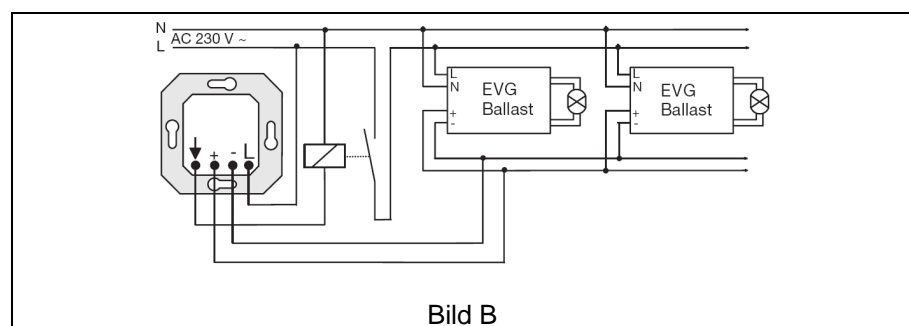 N
L AC 230 V ~
+ - L
L
N
+
-
EVG
Ballast
L
N
+
-
EVG
Ballast
Bild B